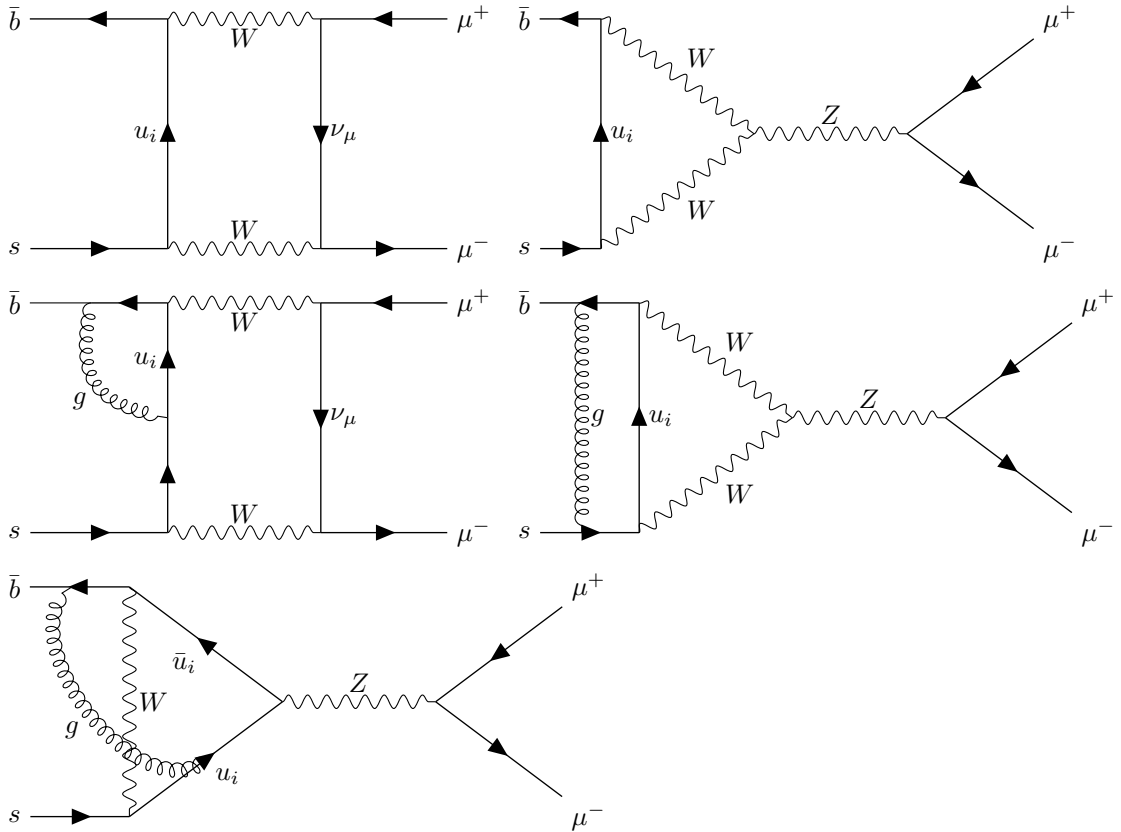 b̄ W μ+
u_i ν_μ
s W μ−
b̄ W μ+
u_i Z
s W μ−
b̄ W μ+
u_i
g ν_μ
s W μ−
b̄ W μ+
g u_i Z
s W μ−
b̄ μ+
ū_i
W Z
g
u_i
s μ−